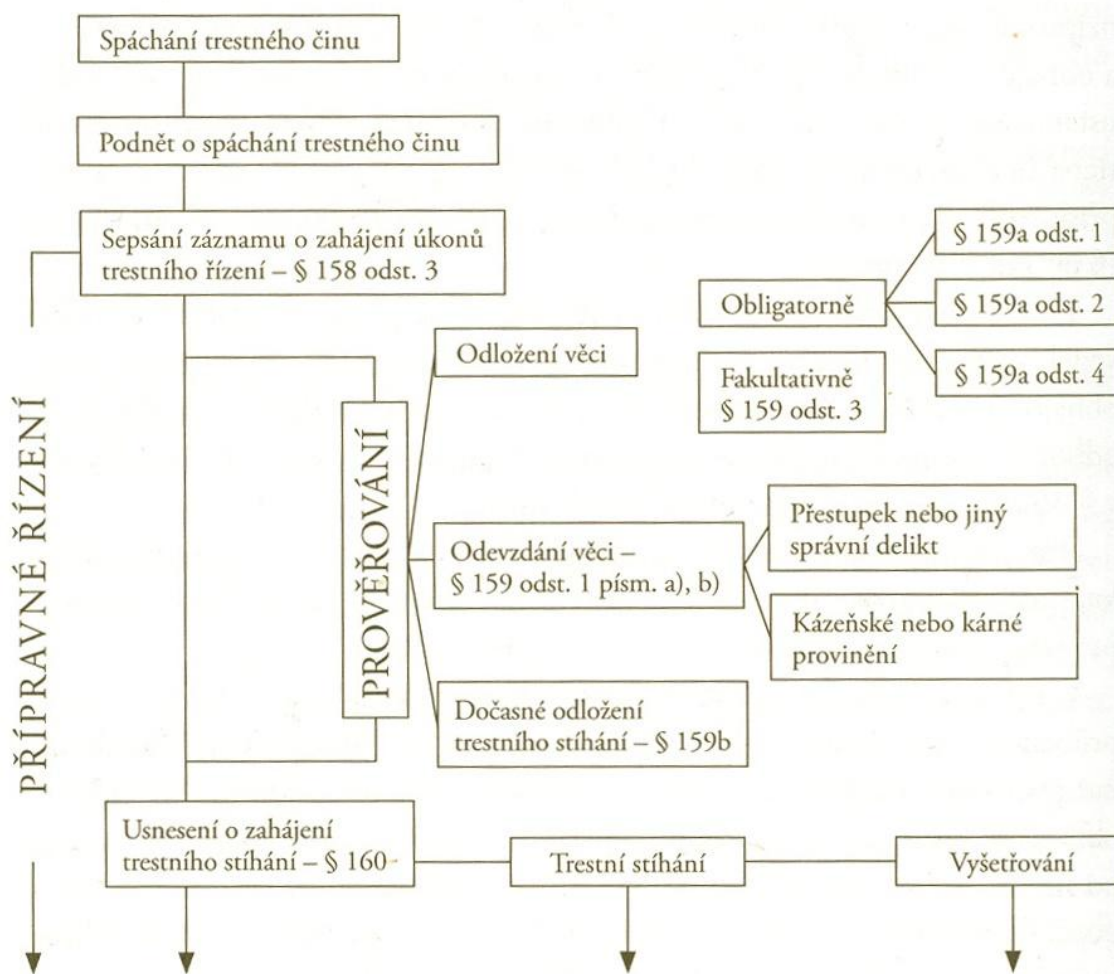 Spáchání trestného činu
Podnět o spáchání trestného činu
Sepsání záznamu o zahájení úkonů
trestního řízení – § 158 odst. 3
§ 159a odst. 1
Obligatorně
§ 159a odst. 2
Odložení věci
Fakultativně
§ 159 odst. 3
§ 159a odst. 4
PŘÍPRAVNÉ ŘÍZENÍ
PROVĚŘOVÁNÍ
Odevzdání věci –
§ 159 odst. 1 písm. a), b)
Přestupek nebo jiný
správní delikt
Kázeňské nebo kárné
provinění
Dočasné odložení
trestního stíhání – § 159b
Usnesení o zahájení
trestního stíhání – § 160
Trestní stíhání
Vyšetřování